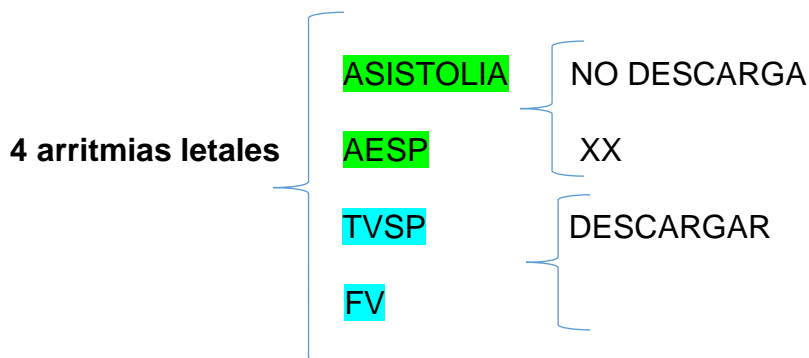 ASISTOLIA NO DESCARGA
4 arritmias letales AESP XX
TVSP DESCARGAR
FV